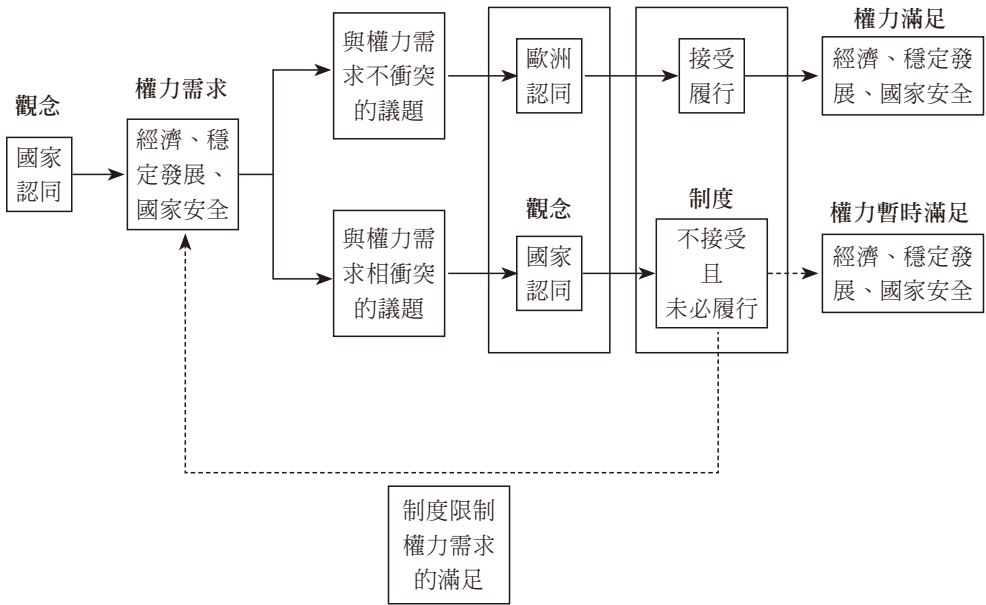 觀念
國家
認同
權力需求
經濟、穩
定發展、
國家安全
與權力需
求不衝突
的議題
歐洲
認同
接受
履行
權力滿足
經濟、穩定發
展、國家安全
與權力需
求相衝突
的議題
觀念
國家
認同
制度
不接受
且
未必履行
權力暫時滿足
經濟、穩定發
展、國家安全
制度限制
權力需求
的滿足